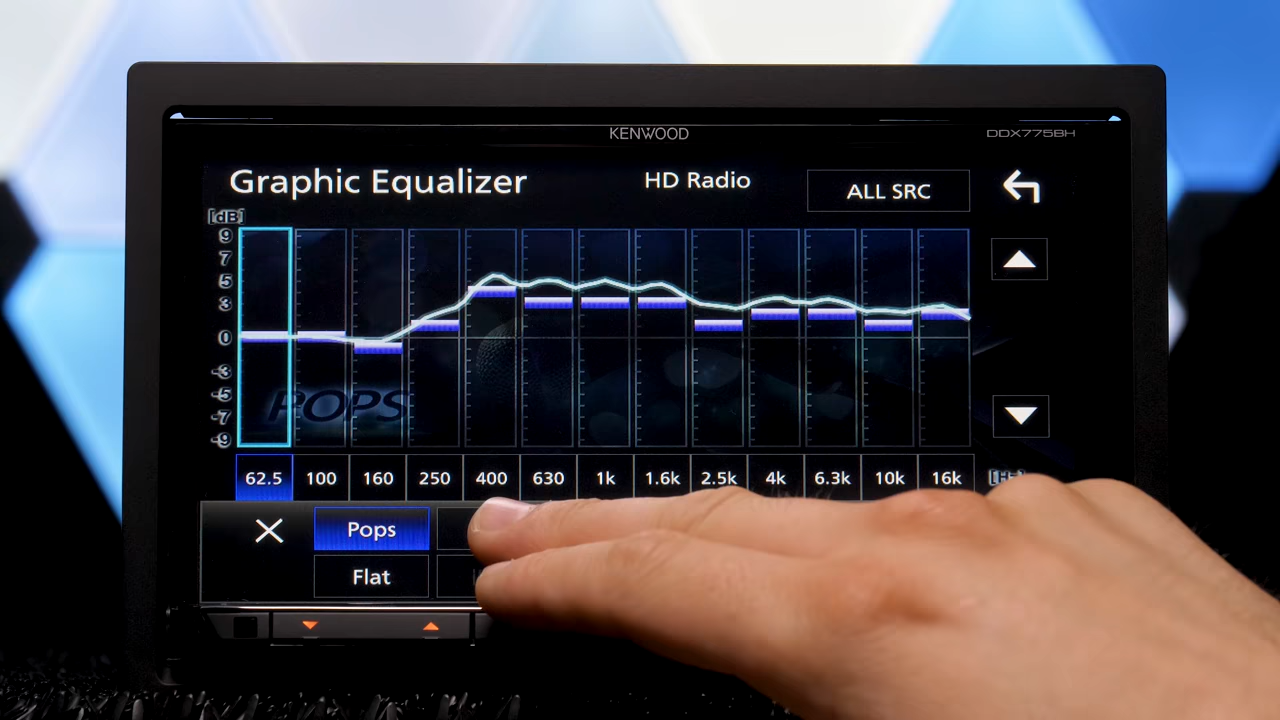 KENWOOD
DDX775BH
Graphic Equalizer
HD Radio
ALL SRC
[dB]
9
7
5
3
0
-3
-5
-7
-9
POPS
62.5 100 160 250 400 630 1k 1.6k 2.5k 4k 6.3k 10k 16k [Hz]
Pops
Flat